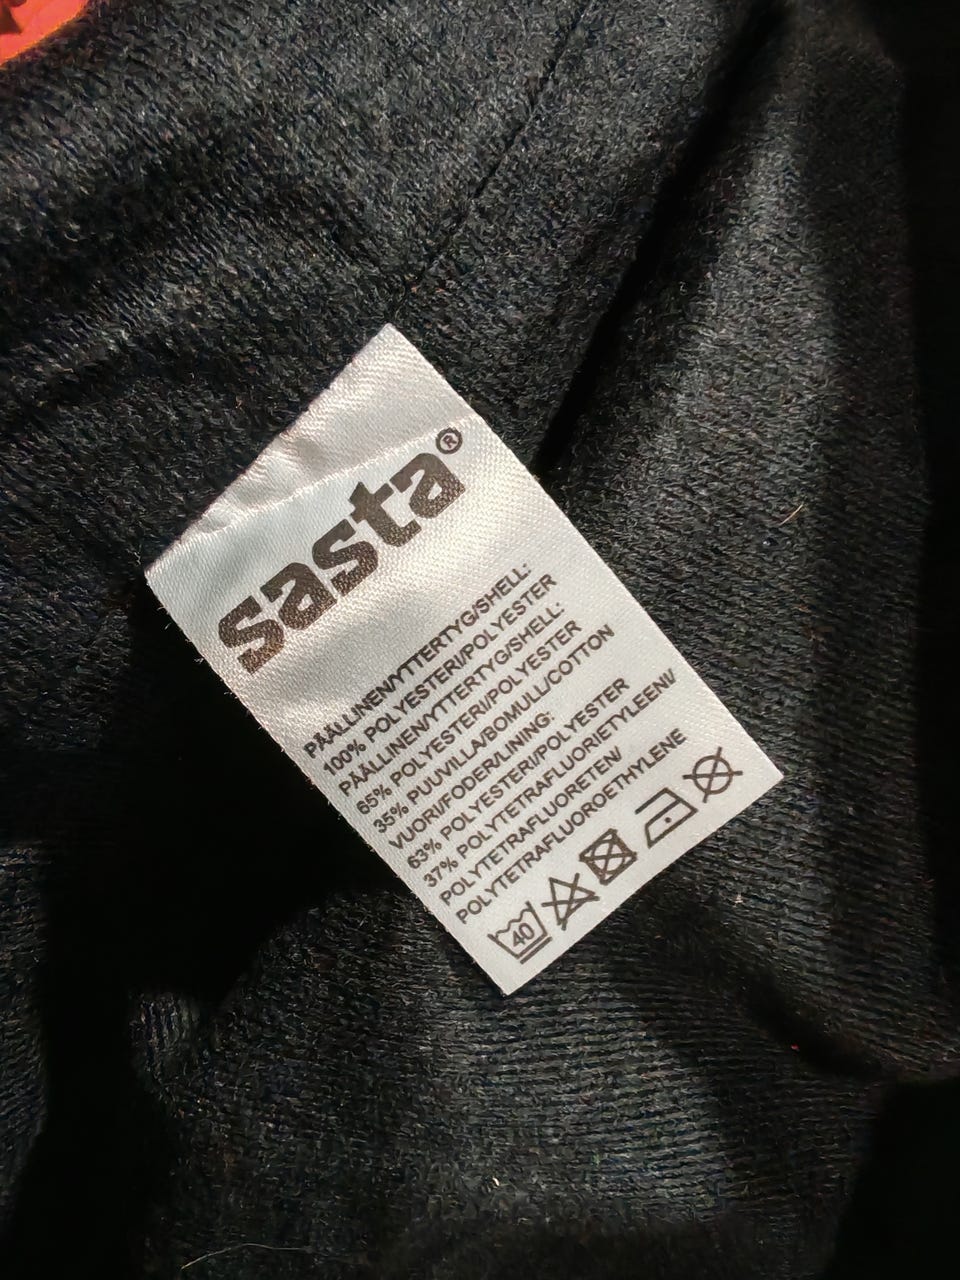 sasta®
PÄÄLLINEN/YTTERTYG/SHELL:
100% POLYESTERI/POLYESTER
PÄÄLLINEN/YTTERTYG/SHELL:
65% POLYESTERI/POLYESTER
35% PUUVILLA/BOMULL/COTTON
VUORI/FODER/LINING:
63% POLYESTERI/POLYESTER
37% POLYTETRAFLUORIETYLEENI/
POLYTETRAFLUORETEN/
POLYTETRAFLUOROETHYLENE
40